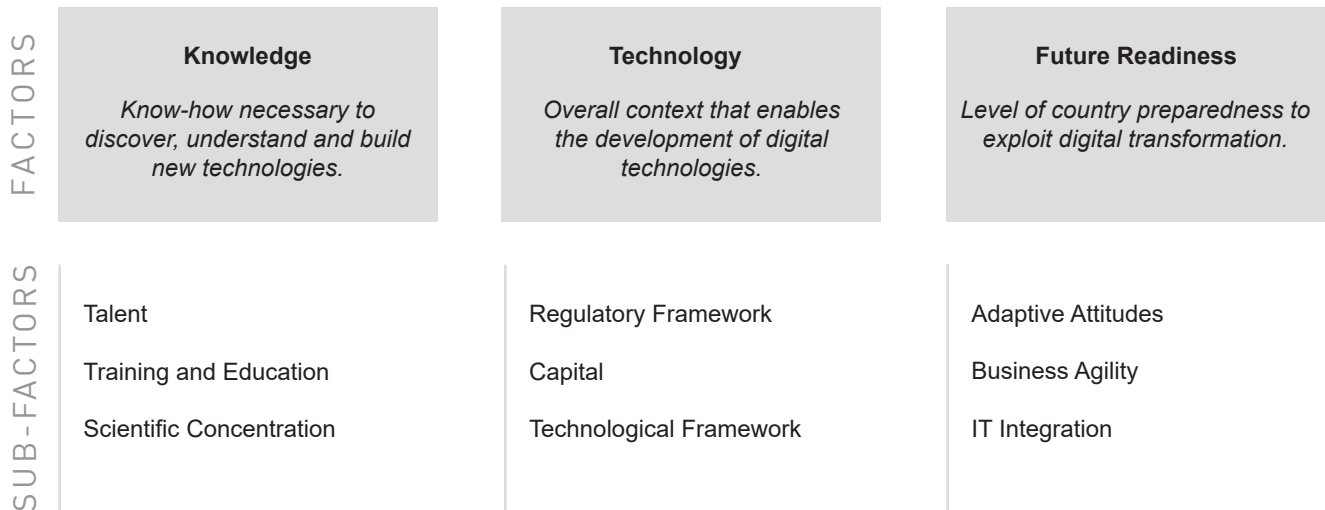 FACTORS
Knowledge
Know-how necessary to
discover, understand and build
new technologies.
Technology
Overall context that enables
the development of digital
technologies.
Future Readiness
Level of country preparedness to
exploit digital transformation.
SUB-FACTORS
Talent
Training and Education
Scientific Concentration
Regulatory Framework
Capital
Technological Framework
Adaptive Attitudes
Business Agility
IT Integration